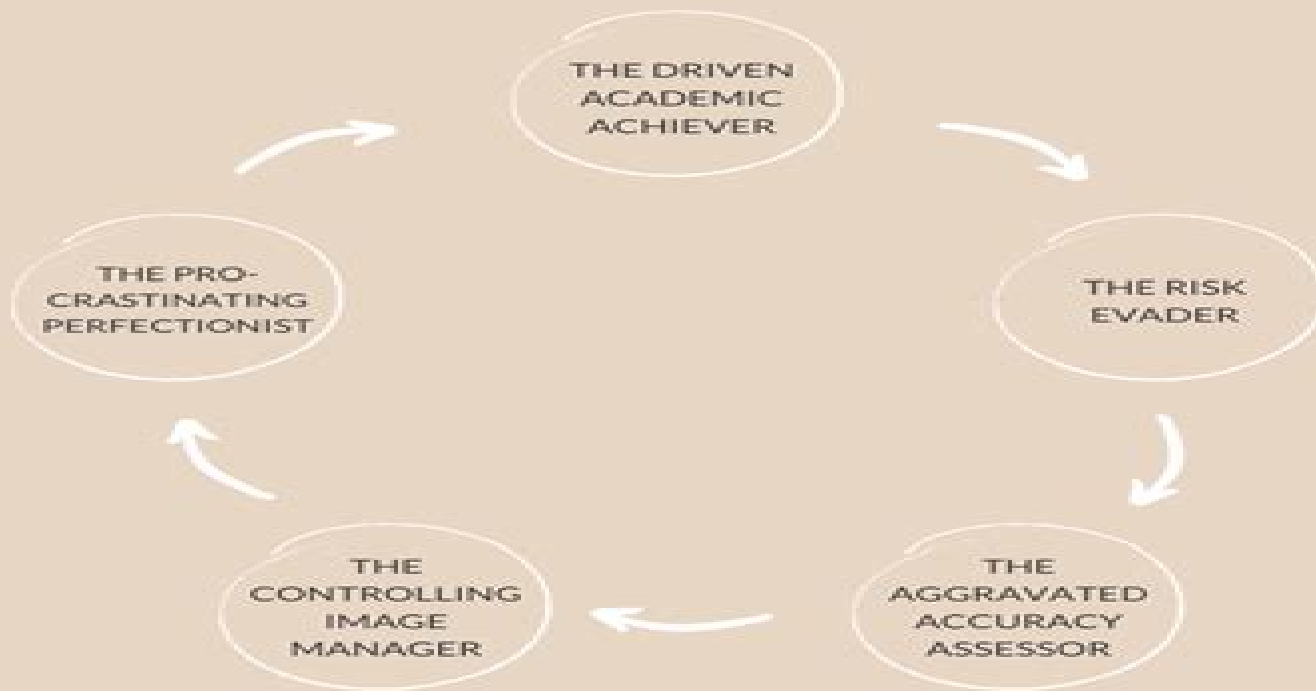 THE DRIVEN
ACADEMIC
ACHIEVER
THE RISK
EVADER
THE
AGGRAVATED
ACCURACY
ASSESSOR
THE
CONTROLLING
IMAGE
MANAGER
THE PRO-
CRASTINATING
PERFECTIONIST